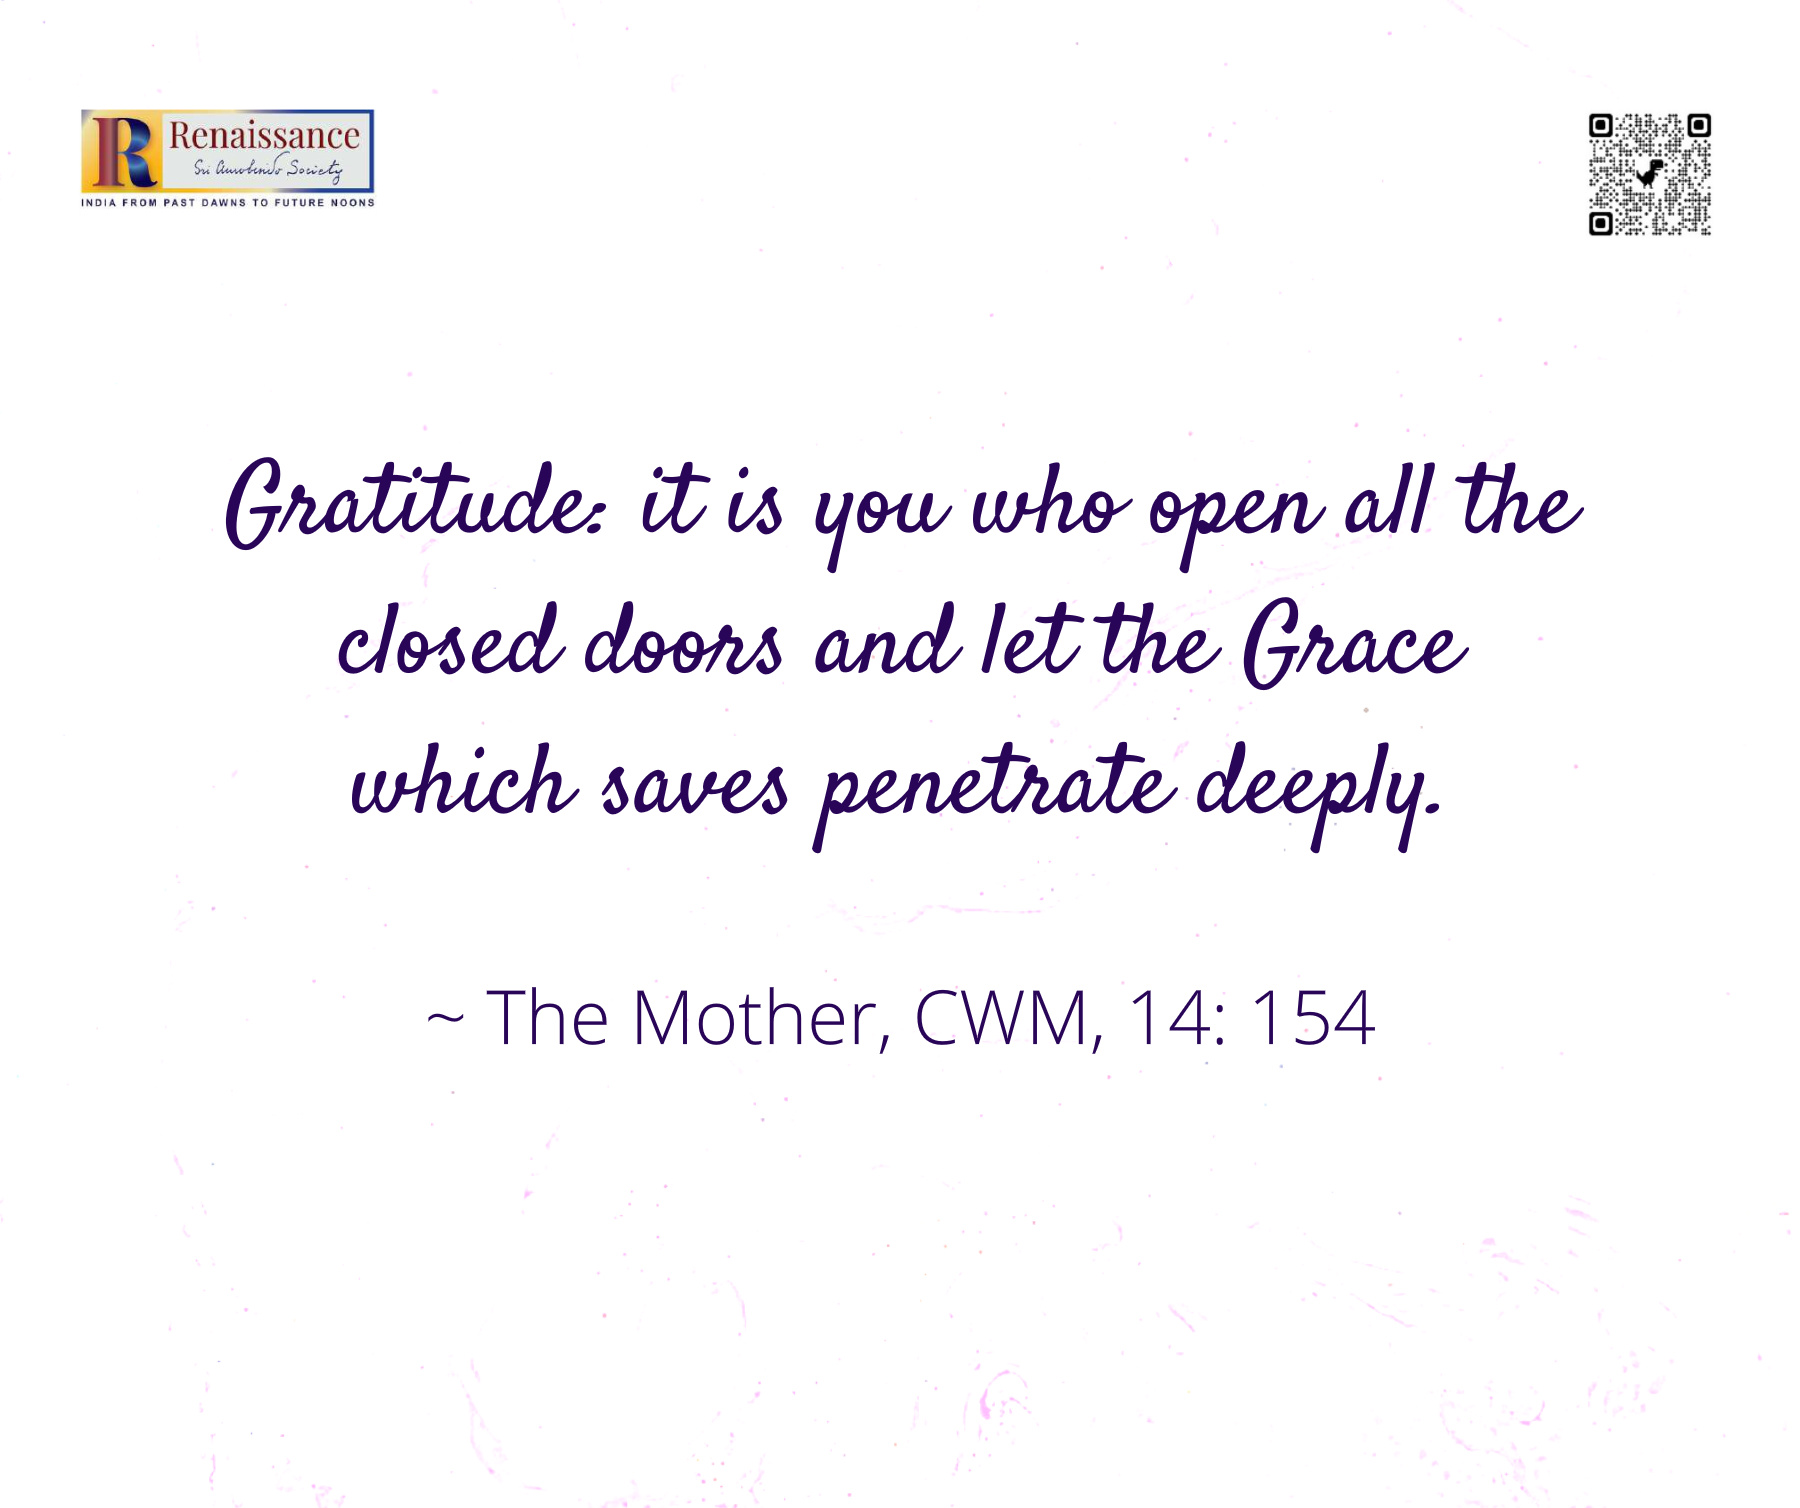 R Renaissance
Sri Aurobindo Society
INDIA FROM PAST DAWNS TO FUTURE NOONS
Gratitude: it is you who open all the
closed doors and let the Grace
which saves penetrate deeply.
~ The Mother, CWM, 14: 154